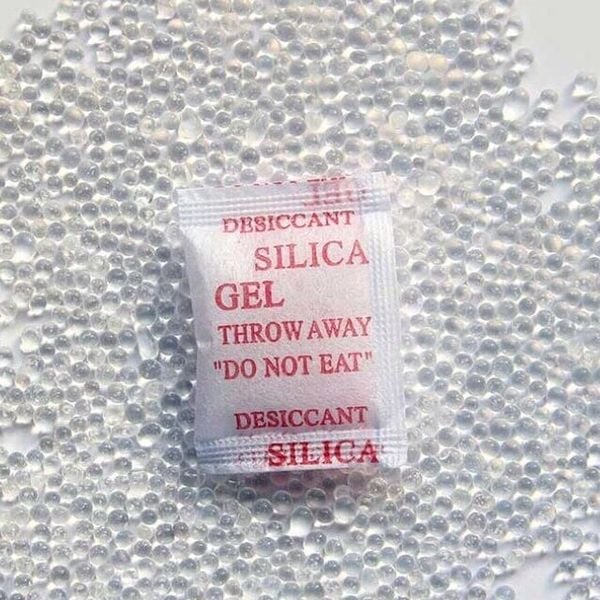 DESICCANT
SILICA
GEL
THROW AWAY
"DO NOT EAT"
DESICCANT
SILICA